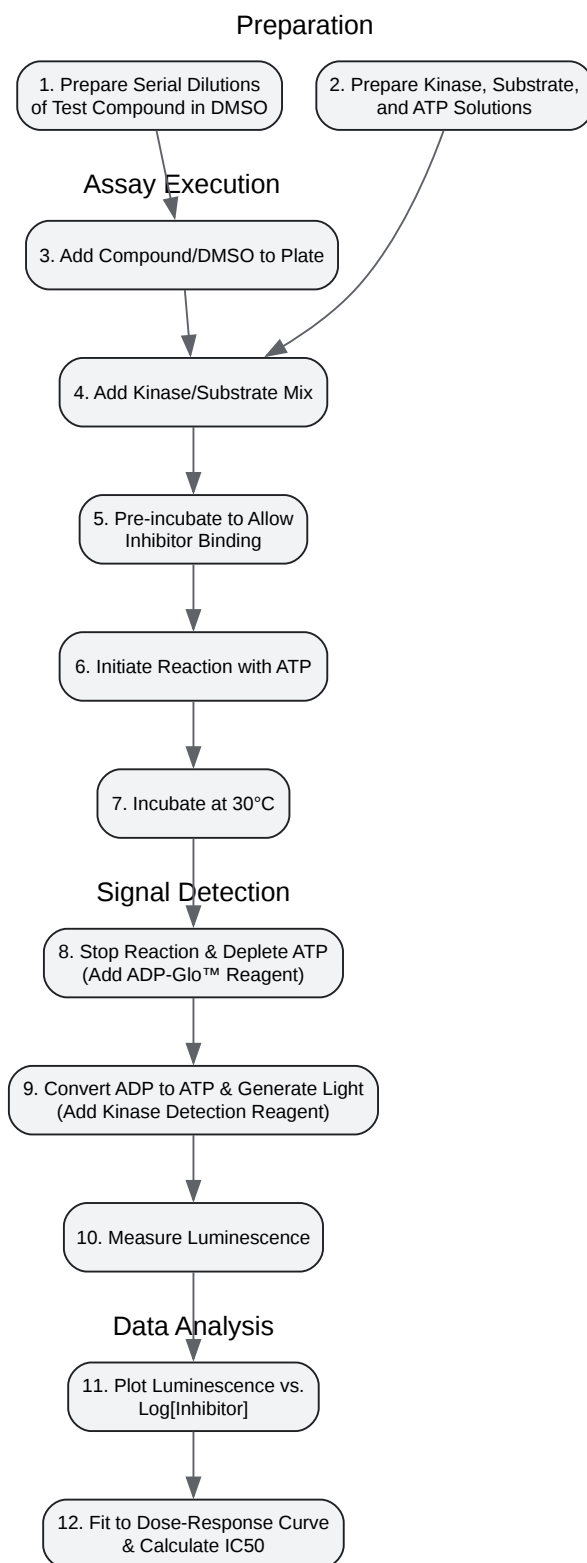 Preparation
1. Prepare Serial Dilutions
of Test Compound in DMSO
2. Prepare Kinase, Substrate,
and ATP Solutions
Assay Execution
3. Add Compound/DMSO to Plate
4. Add Kinase/Substrate Mix
5. Pre-incubate to Allow
Inhibitor Binding
6. Initiate Reaction with ATP
7. Incubate at 30°C
Signal Detection
8. Stop Reaction & Deplete ATP
(Add ADP-Glo™ Reagent)
9. Convert ADP to ATP & Generate Light
(Add Kinase Detection Reagent)
10. Measure Luminescence
Data Analysis
11. Plot Luminescence vs.
Log[Inhibitor]
12. Fit to Dose-Response Curve
& Calculate IC50